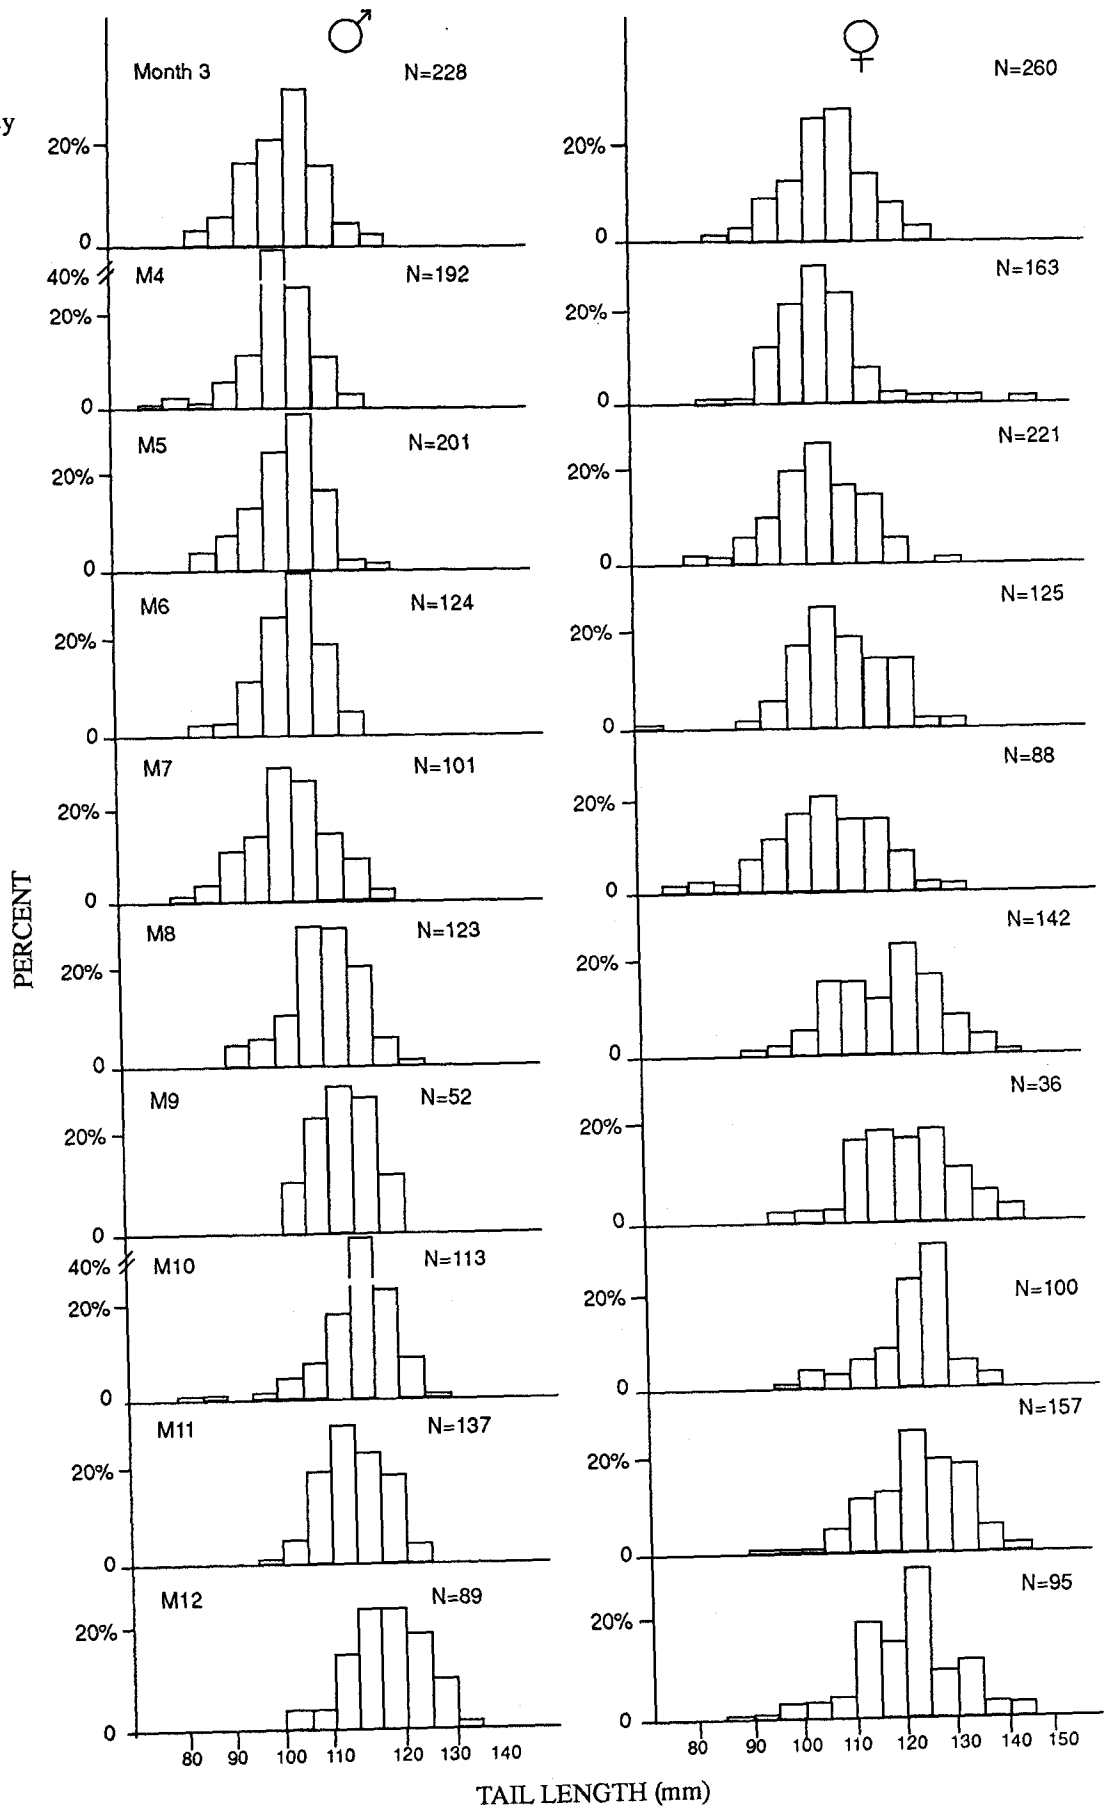 ♂ ♀
Month 3 N=228 N=260
y
20% 20%
0 0
40% M4 N=192 N=163
20% 20%
0 0
M5 N=201 N=221
20% 20%
0 0
M6 N=124 N=125
20% 20%
0 0
M7 N=101 N=88
20% 20%
0 0
PERCENT
M8 N=123 N=142
20% 20%
0 0
M9 N=52 N=36
20% 20%
0 0
40% M10 N=113 N=100
20% 20%
0 0
M11 N=137 N=157
20% 20%
0 0
M12 N=89 N=95
20% 20%
0 0
80 90 100 110 120 130 140 80 90 100 110 120 130 140 150
TAIL LENGTH (mm)